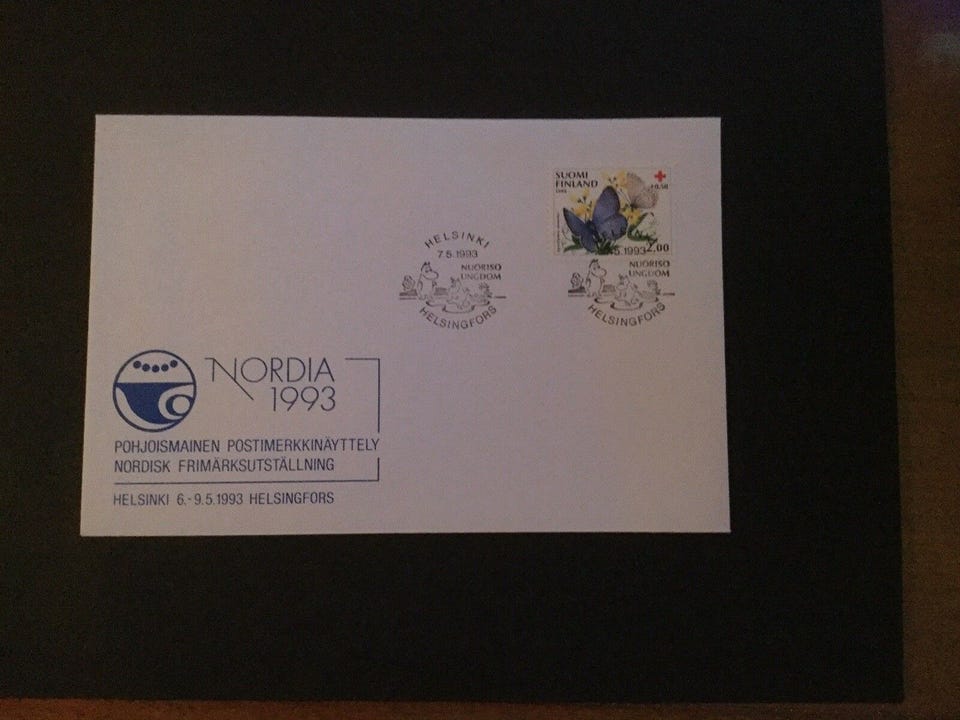 SUOMI
FINLAND
+0,50
2,00
HELSINKI
7.5.1993
NUORISO
UNGDOM
HELSINGFORS
.5.1993
NUORISO
UNGDOM
HELSINGFORS
NORDIA
1993
POHJOISMAINEN POSTIMERKKINÄYTTELY
NORDISK FRIMÄRKSUTSTÄLLNING
HELSINKI 6.-9.5.1993 HELSINGFORS